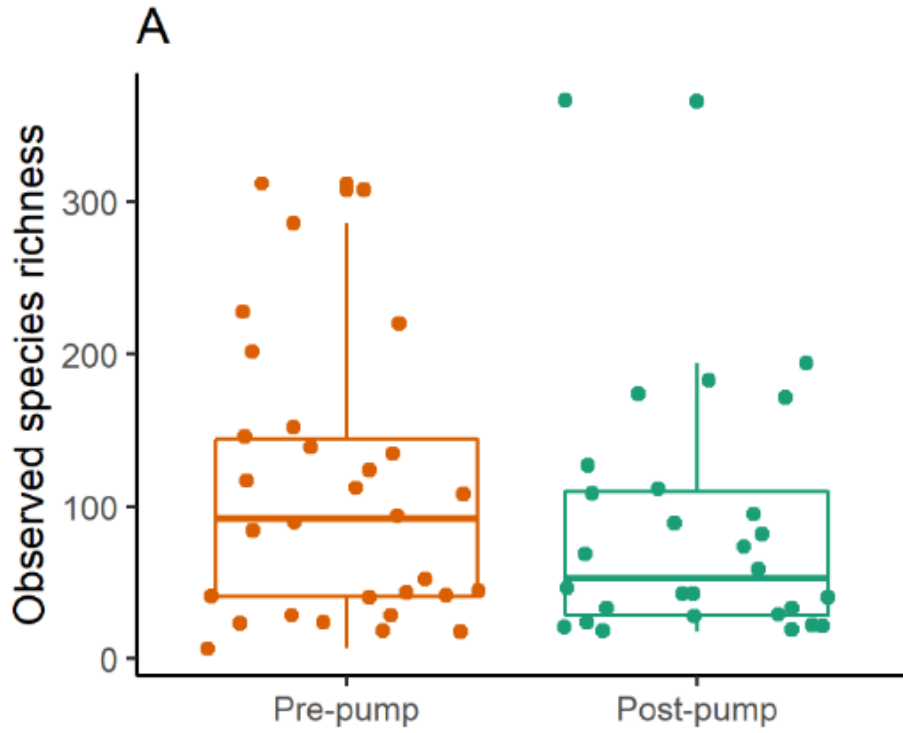 A
Observed species richness
300
200
100
0
Pre-pump
Post-pump